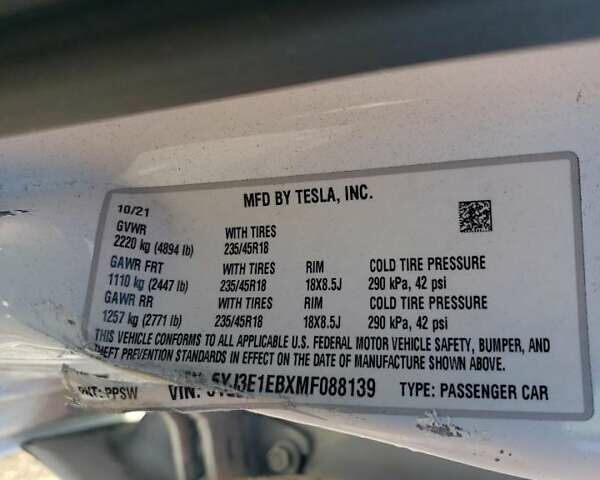 MFD BY TESLA, INC.
10/21
GVWR WITH TIRES
2220 kg (4894 lb) 235/45R18
GAWR FRT WITH TIRES RIM COLD TIRE PRESSURE
1110 kg (2447 lb) 235/45R18 18X8.5J 290 kPa, 42 psi
GAWR RR WITH TIRES RIM COLD TIRE PRESSURE
1257 kg (2771 lb) 235/45R18 18X8.5J 290 kPa, 42 psi
THIS VEHICLE CONFORMS TO ALL APPLICABLE U.S. FEDERAL MOTOR VEHICLE SAFETY, BUMPER, AND
THEFT PREVENTION STANDARDS IN EFFECT ON THE DATE OF MANUFACTURE SHOWN ABOVE.
PNT: PPSW VIN: 5YJ3E1EBXMF088139 TYPE: PASSENGER CAR